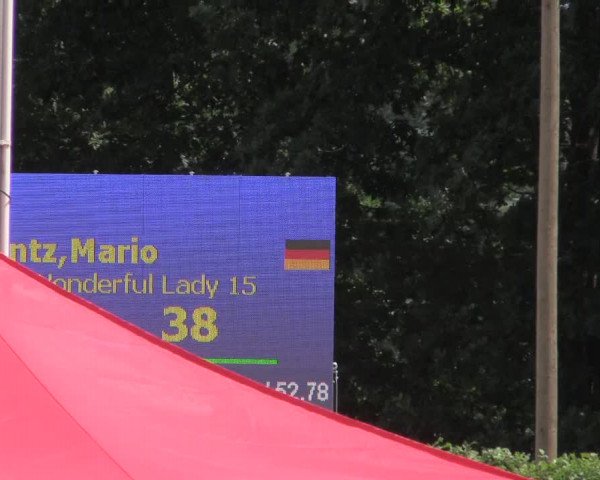 ntz,Mario
onderful Lady 15
38
52.78